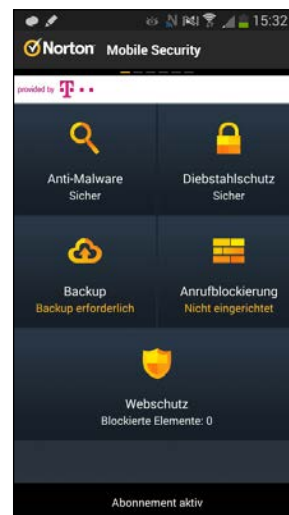 15:32
Norton Mobile Security
provided by T
Anti-Malware
Sicher
Diebstahlschutz
Sicher
Backup
Backup erforderlich
Anrufblockierung
Nicht eingerichtet
Webschutz
Blockierte Elemente: 0
Abonnement aktiv